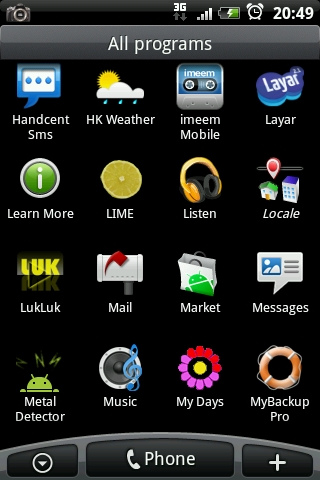 3G 20:49
All programs
Handcent Sms
HK Weather
imeem
imeem Mobile
Layar
Layar
Learn More
LIME
Listen
Locale
LUK
LukLuk
Mail
Market
Messages
Metal Detector
Music
My Days
MyBackup Pro
Phone